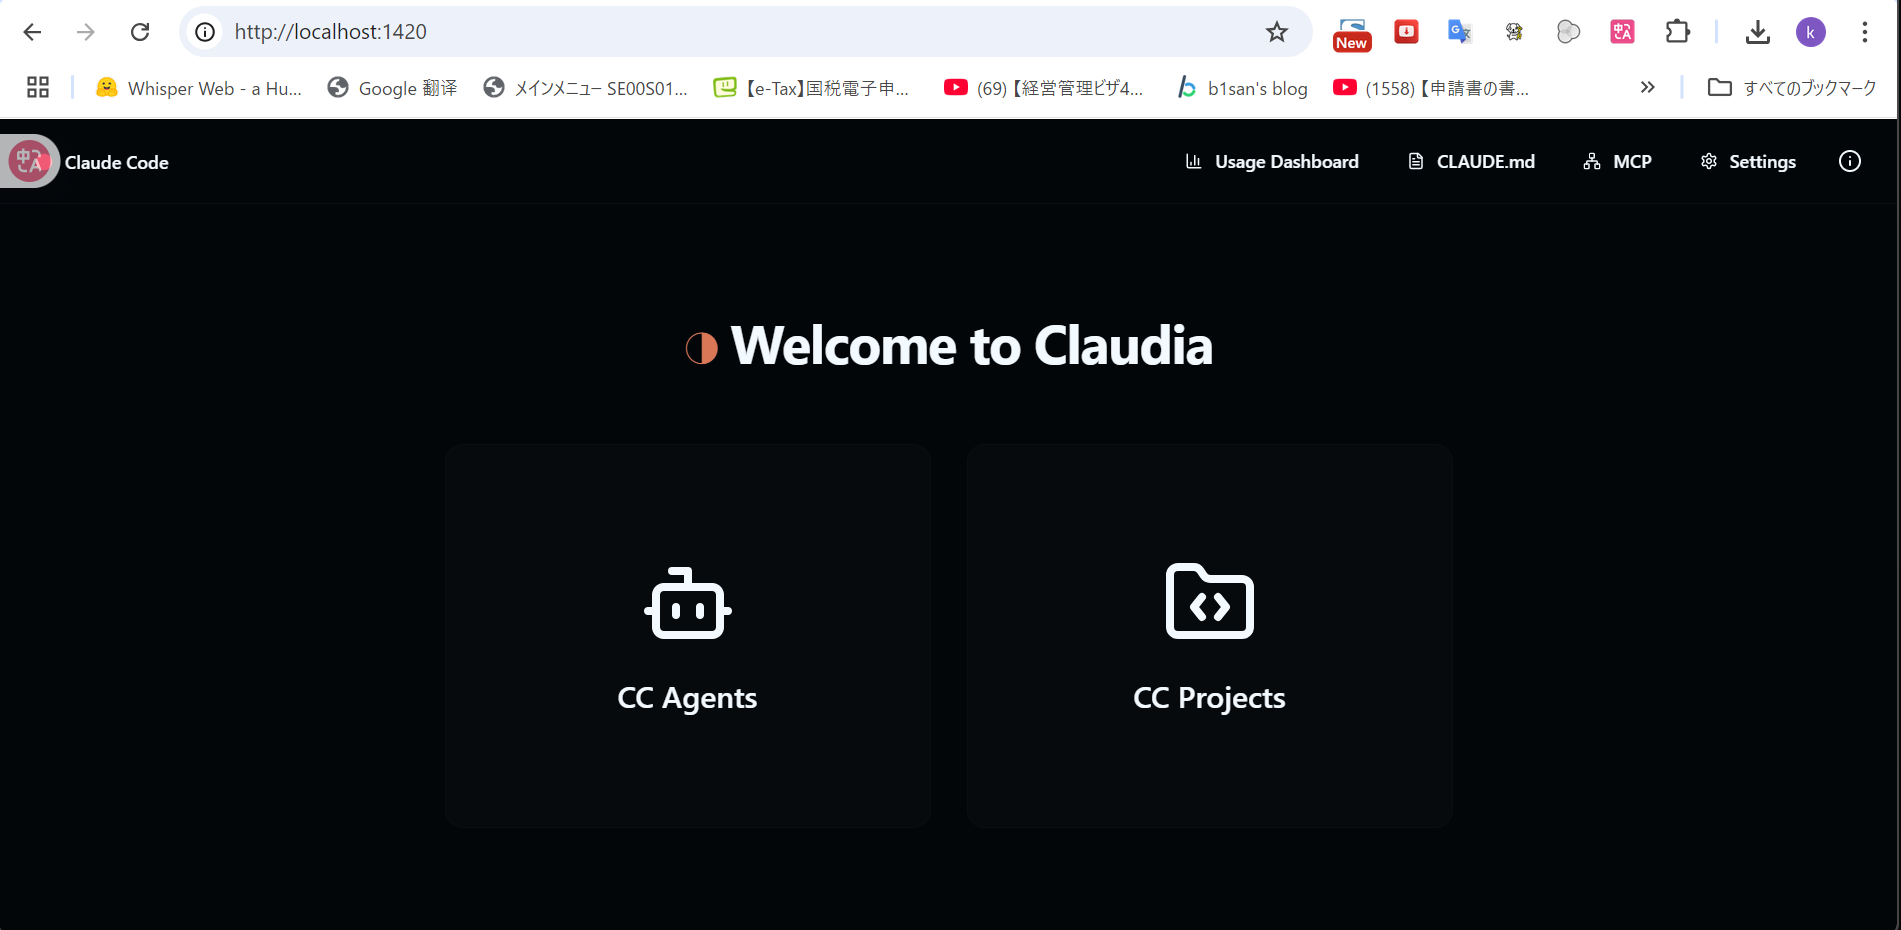 http://localhost:1420
New
k
Whisper Web - a Hu...
Google 翻译
メインメニュー SE00S01...
【e-Tax】国税電子申...
(69)【経営管理ビザ4...
b1san's blog
(1558)【申請書の書...
すべてのブックマーク
中
A
Claude Code
Usage Dashboard
CLAUDE.md
MCP
Settings
Welcome to Claudia
CC Agents
CC Projects